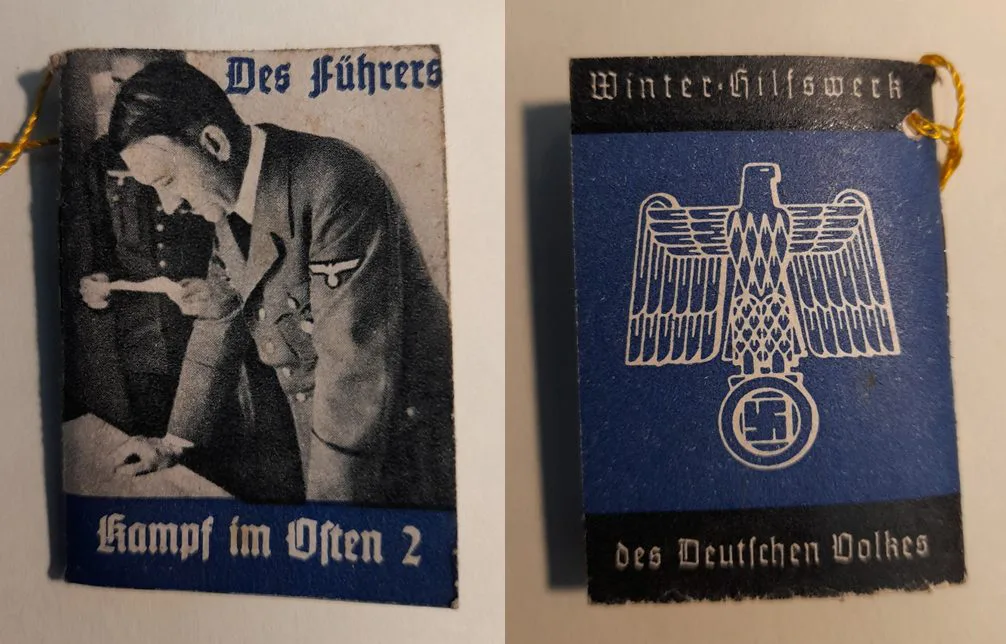 Des Führers
Kampf im Osten 2
Winter-Hilfswerk
des Deutschen Volkes